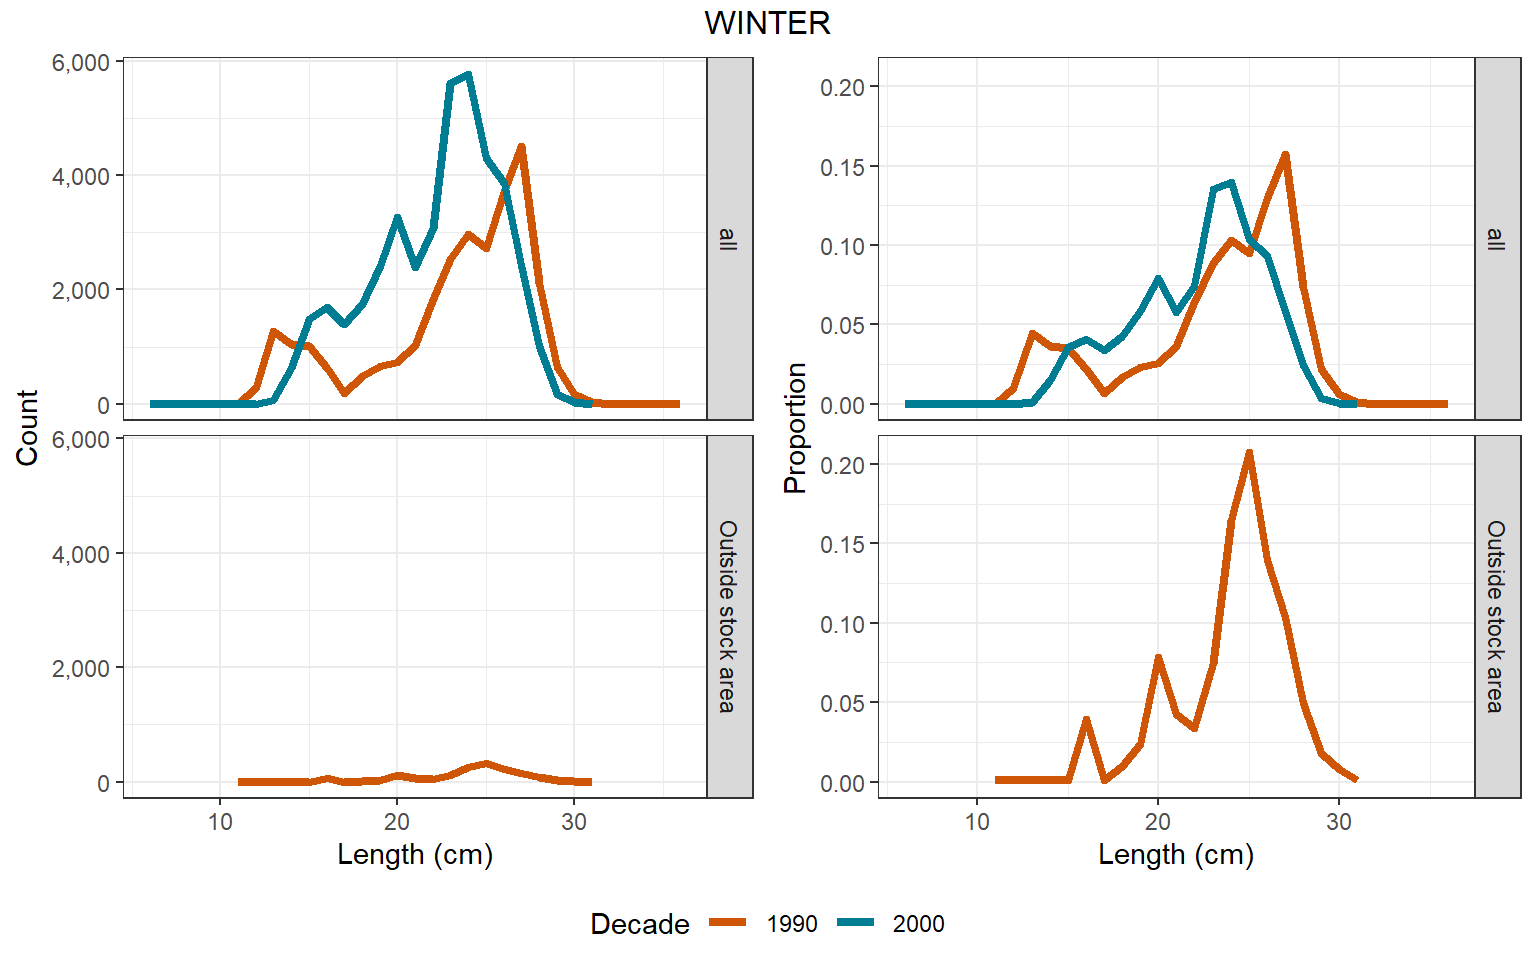 WINTER
Count
6,000
4,000
2,000
0
all
6,000
4,000
2,000
0
Outside stock area
10 20 30
Length (cm)
Proportion
0.20
0.15
0.10
0.05
0.00
all
0.20
0.15
0.10
0.05
0.00
Outside stock area
10 20 30
Length (cm)
Decade 1990 2000